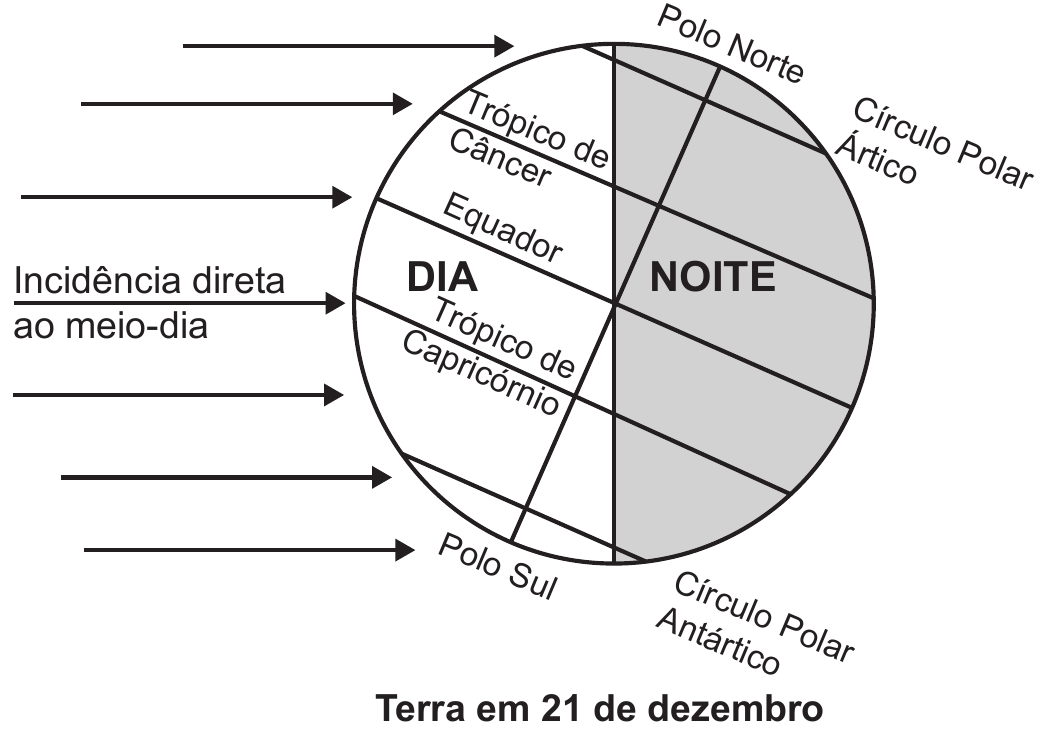 Polo Norte
Círculo Polar
Ártico
Trópico de
Câncer
Equador
DIA
NOITE
Incidência direta
ao meio-dia
Trópico de
Capricórnio
Polo Sul
Círculo Polar
Antártico
Terra em 21 de dezembro